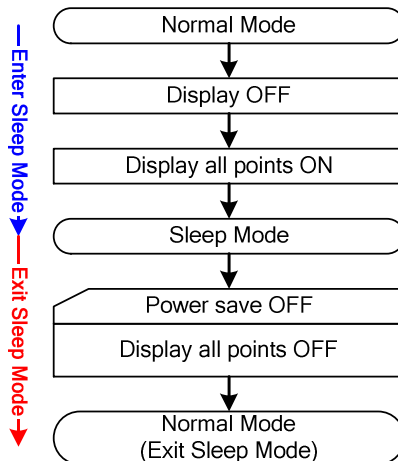 Normal Mode
Enter Sleep Mode
Display OFF
Display all points ON
Sleep Mode
Exit Sleep Mode
Power save OFF
Display all points OFF
Normal Mode
(Exit Sleep Mode)